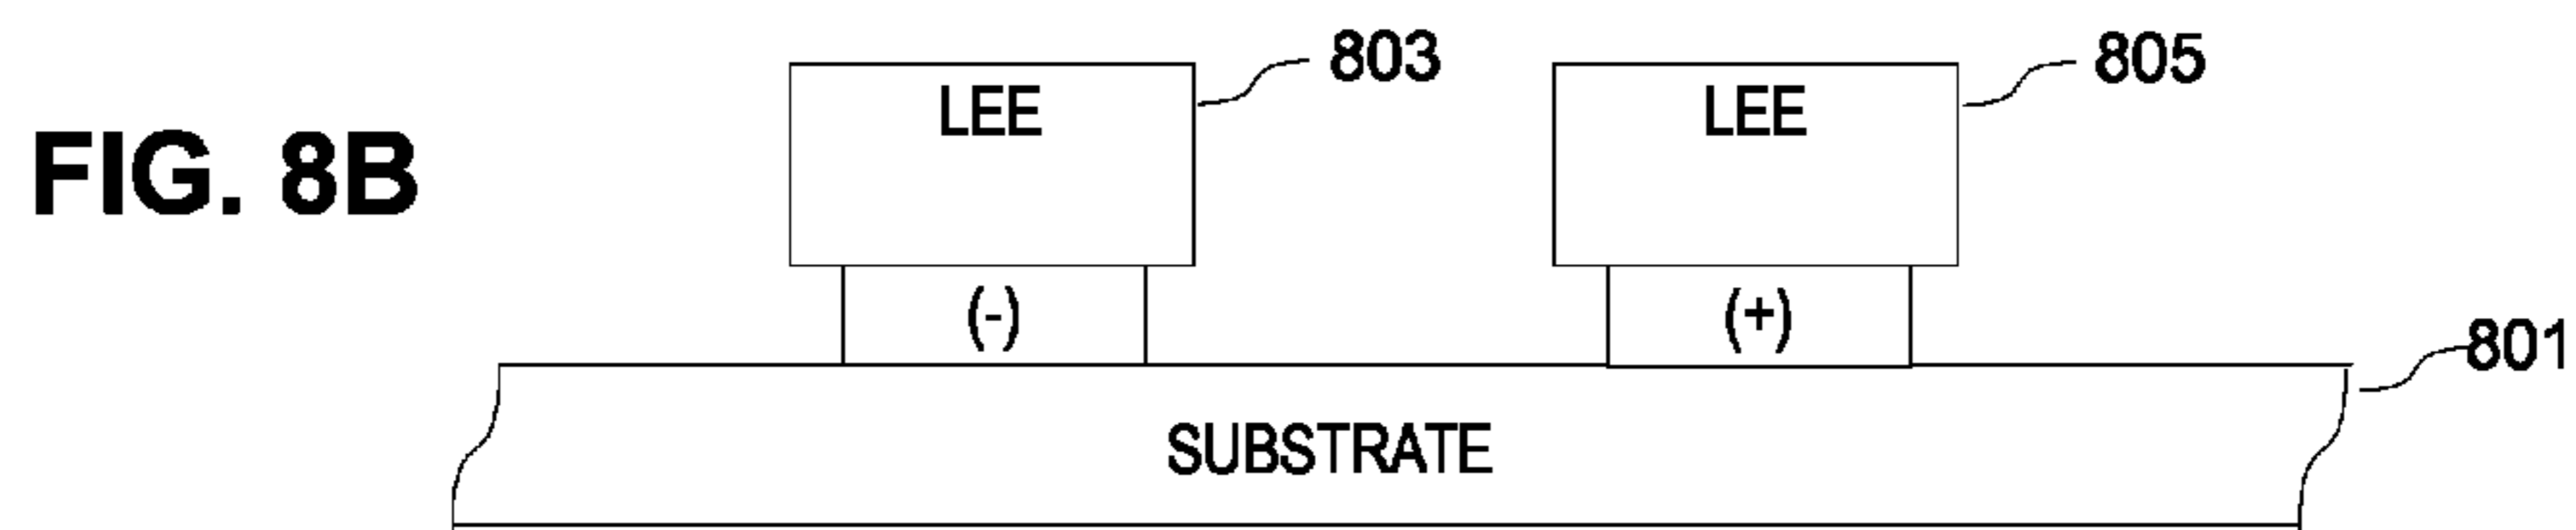 803
805
LEE
LEE
FIG. 8B
(-)
(+)
801
SUBSTRATE